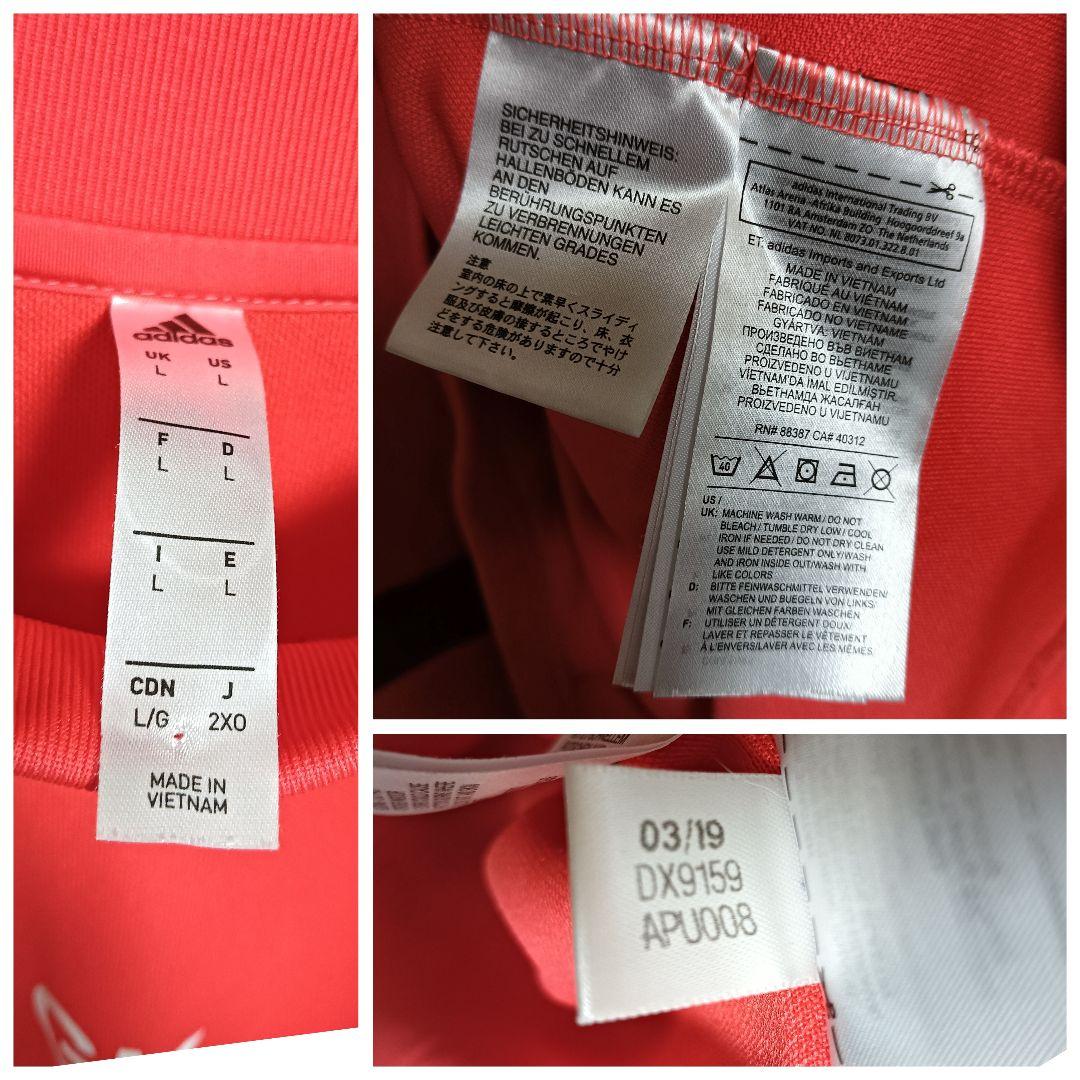 adidas
UK US
L L
F D
L L
I E
L L
CDN J
L/G 2XO
MADE IN
VIETNAM
SICHERHEITSHINWEIS:
BEI ZU SCHNELLEM
RUTSCHEN AUF
HALLENBÖDEN KANN ES
AN DEN
BERÜHRUNGSPUNKTEN
ZU VERBRENNUNGEN
LEICHTEN GRADES
KOMMEN.
注意
室内の床の上で素早くスライディ
ングすると摩擦が起こり、床、衣
服及び皮膚の接するところでやけ
どをする危険がありますので十分
注意して下さい。
adidas International Trading BV
Atlas Arena -Afrika Building Hoogoorddreef 9a
1101 BA Amsterdam ZO The Netherlands
VAT NO. NL 8073.01.322.B.01
ET: adidas Imports and Exports Ltd
MADE IN VIETNAM
FABRIQUÉ AU VIÊTNAM
FABRICADO EN VIETNAM
FABRICADO NO VIETNAME
GYÁRTVA: VIETNÁM
ПРОИЗВЕДЕНО ВЪВ ВИЕТНАМ
СДЕЛАНО ВО ВЬЕТНАМЕ
PROIZVEDENO U VIJETNAMU
VİETNAM'DA İMAL EDİLMİŞTİR.
ВЬЕТНАМДА ЖАСАЛҒАН
PROIZVEDENO U VIJETNAMU
RN# 88387 CA# 40312
40
US /
UK: MACHINE WASH WARM / DO NOT
BLEACH / TUMBLE DRY LOW / COOL
IRON IF NEEDED / DO NOT DRY CLEAN
USE MILD DETERGENT ONLY/WASH
AND IRON INSIDE OUT/WASH WITH
LIKE COLORS
D: BITTE FEINWASCHMITTEL VERWENDEN/
WASCHEN UND BUEGELN VON LINKS/
MIT GLEICHEN FARBEN WASCHEN
F: UTILISER UN DÉTERGENT DOUX/
LAVER ET REPASSER LE VÊTEMENT
À L'ENVERS/LAVER AVEC LES MÊMES
03/19
DX9159
APU008